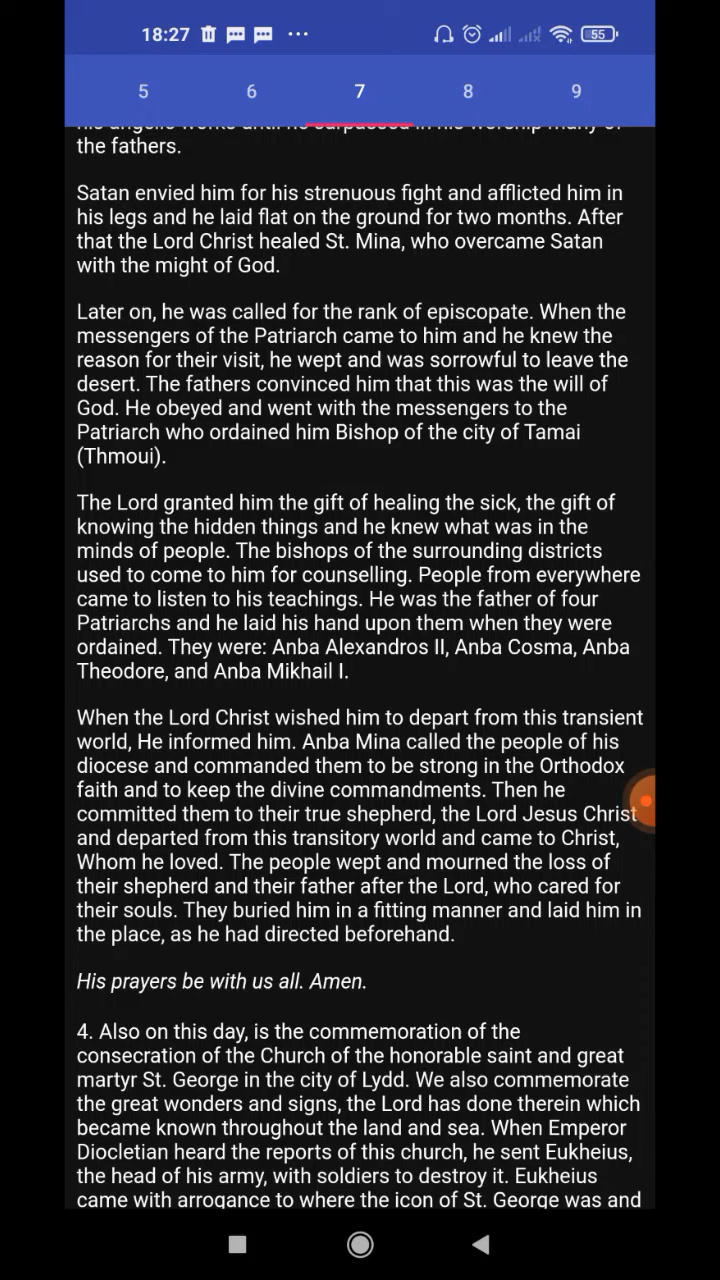 18:27
55
5 6 7 8 9
his angelic works until he surpassed in his worship many of
the fathers.
Satan envied him for his strenuous fight and afflicted him in
his legs and he laid flat on the ground for two months. After
that the Lord Christ healed St. Mina, who overcame Satan
with the might of God.
Later on, he was called for the rank of episcopate. When the
messengers of the Patriarch came to him and he knew the
reason for their visit, he wept and was sorrowful to leave the
desert. The fathers convinced him that this was the will of
God. He obeyed and went with the messengers to the
Patriarch who ordained him Bishop of the city of Tamai
(Thmoui).
The Lord granted him the gift of healing the sick, the gift of
knowing the hidden things and he knew what was in the
minds of people. The bishops of the surrounding districts
used to come to him for counselling. People from everywhere
came to listen to his teachings. He was the father of four
Patriarchs and he laid his hand upon them when they were
ordained. They were: Anba Alexandros II, Anba Cosma, Anba
Theodore, and Anba Mikhail I.
When the Lord Christ wished him to depart from this transient
world, He informed him. Anba Mina called the people of his
diocese and commanded them to be strong in the Orthodox
faith and to keep the divine commandments. Then he
committed them to their true shepherd, the Lord Jesus Christ
and departed from this transitory world and came to Christ,
Whom he loved. The people wept and mourned the loss of
their shepherd and their father after the Lord, who cared for
their souls. They buried him in a fitting manner and laid him in
the place, as he had directed beforehand.
His prayers be with us all. Amen.
4. Also on this day, is the commemoration of the
consecration of the Church of the honorable saint and great
martyr St. George in the city of Lydd. We also commemorate
the great wonders and signs, the Lord has done therein which
became known throughout the land and sea. When Emperor
Diocletian heard the reports of this church, he sent Eukheius,
the head of his army, with soldiers to destroy it. Eukheius
came with arrogance to where the icon of St. George was and